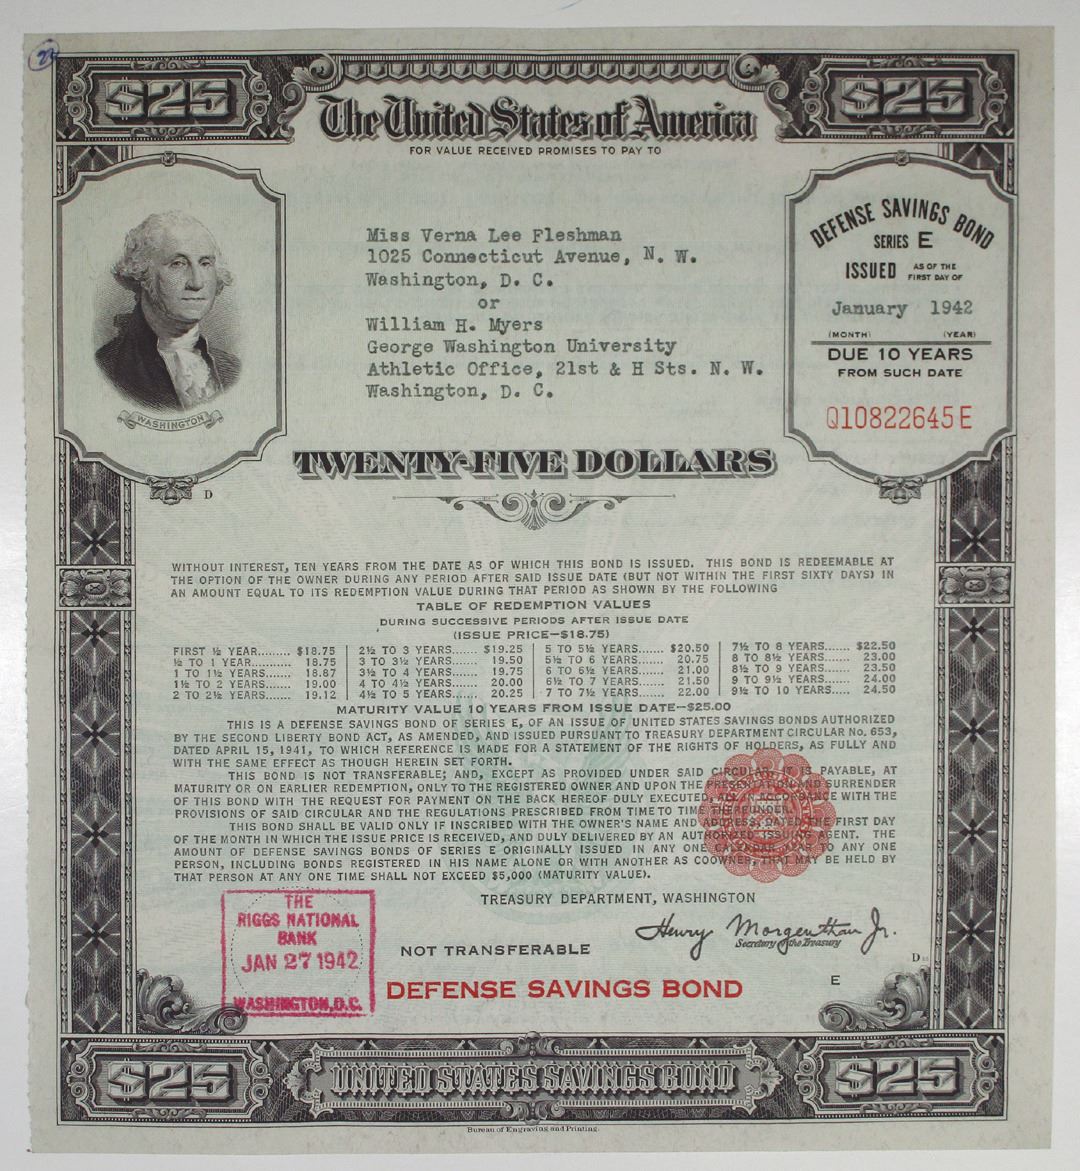 24
$25
$25
The United States of America
FOR VALUE RECEIVED PROMISES TO PAY TO
WASHINGTON
Miss Verna Lee Fleshman
1025 Connecticut Avenue, N. W.
Washington, D. C.
or
William H. Myers
George Washington University
Athletic Office, 21st & H Sts. N. W.
Washington, D. C.
DEFENSE SAVINGS BOND
SERIES E
ISSUED AS OF THE FIRST DAY OF
January 1942
(MONTH) (YEAR)
DUE 10 YEARS
FROM SUCH DATE
Q10822645E
TWENTY-FIVE DOLLARS
D
WITHOUT INTEREST, TEN YEARS FROM THE DATE AS OF WHICH THIS BOND IS ISSUED. THIS BOND IS REDEEMABLE AT
THE OPTION OF THE OWNER DURING ANY PERIOD AFTER SAID ISSUE DATE (BUT NOT WITHIN THE FIRST SIXTY DAYS) IN
AN AMOUNT EQUAL TO ITS REDEMPTION VALUE DURING THAT PERIOD AS SHOWN BY THE FOLLOWING
TABLE OF REDEMPTION VALUES
DURING SUCCESSIVE PERIODS AFTER ISSUE DATE
(ISSUE PRICE—$18.75)
FIRST ½ YEAR........ $18.75
½ TO 1 YEAR.......... 18.75
1 TO 1½ YEARS...... 18.87
1½ TO 2 YEARS...... 19.00
2 TO 2½ YEARS...... 19.12
2½ TO 3 YEARS...... $19.25
3 TO 3½ YEARS...... 19.50
3½ TO 4 YEARS...... 19.75
4 TO 4½ YEARS...... 20.00
4½ TO 5 YEARS...... 20.25
5 TO 5½ YEARS...... $20.50
5½ TO 6 YEARS...... 20.75
6 TO 6½ YEARS...... 21.00
6½ TO 7 YEARS...... 21.50
7 TO 7½ YEARS...... 22.00
7½ TO 8 YEARS...... $22.50
8 TO 8½ YEARS...... 23.00
8½ TO 9 YEARS...... 23.50
9 TO 9½ YEARS...... 24.00
9½ TO 10 YEARS..... 24.50
MATURITY VALUE 10 YEARS FROM ISSUE DATE—$25.00
THIS IS A DEFENSE SAVINGS BOND OF SERIES E, OF AN ISSUE OF UNITED STATES SAVINGS BONDS AUTHORIZED
BY THE SECOND LIBERTY BOND ACT, AS AMENDED, AND ISSUED PURSUANT TO TREASURY DEPARTMENT CIRCULAR No. 653,
DATED APRIL 15, 1941, TO WHICH REFERENCE IS MADE FOR A STATEMENT OF THE RIGHTS OF HOLDERS, AS FULLY AND
WITH THE SAME EFFECT AS THOUGH HEREIN SET FORTH.
THIS BOND IS NOT TRANSFERABLE; AND, EXCEPT AS PROVIDED UNDER SAID CIRCULAR, IT IS PAYABLE, AT
MATURITY OR ON EARLIER REDEMPTION, ONLY TO THE REGISTERED OWNER AND UPON THE PRESENTATION AND SURRENDER
OF THIS BOND WITH THE REQUEST FOR PAYMENT ON THE BACK HEREOF DULY EXECUTED, ALL IN ACCORDANCE WITH THE
PROVISIONS OF SAID CIRCULAR AND THE REGULATIONS PRESCRIBED FROM TIME TO TIME THEREUNDER.
THIS BOND SHALL BE VALID ONLY IF INSCRIBED WITH THE OWNER'S NAME AND ADDRESS, DATED THE FIRST DAY
OF THE MONTH IN WHICH THE ISSUE PRICE IS RECEIVED, AND DULY DELIVERED BY AN AUTHORIZED ISSUING AGENT. THE
AMOUNT OF DEFENSE SAVINGS BONDS OF SERIES E ORIGINALLY ISSUED IN ANY ONE CALENDAR YEAR TO ANY ONE
PERSON, INCLUDING BONDS REGISTERED IN HIS NAME ALONE OR WITH ANOTHER AS COOWNER, THAT MAY BE HELD BY
THAT PERSON AT ANY ONE TIME SHALL NOT EXCEED $5,000 (MATURITY VALUE).
TREASURY DEPARTMENT, WASHINGTON
THE
RIGGS NATIONAL
BANK
JAN 27 1942
WASHINGTON, D.C.
NOT TRANSFERABLE
Henry Morgenthau Jr.
Secretary of the Treasury
D
DEFENSE SAVINGS BOND
E
$25
UNITED STATES SAVINGS BOND
$25
Bureau of Engraving and Printing.